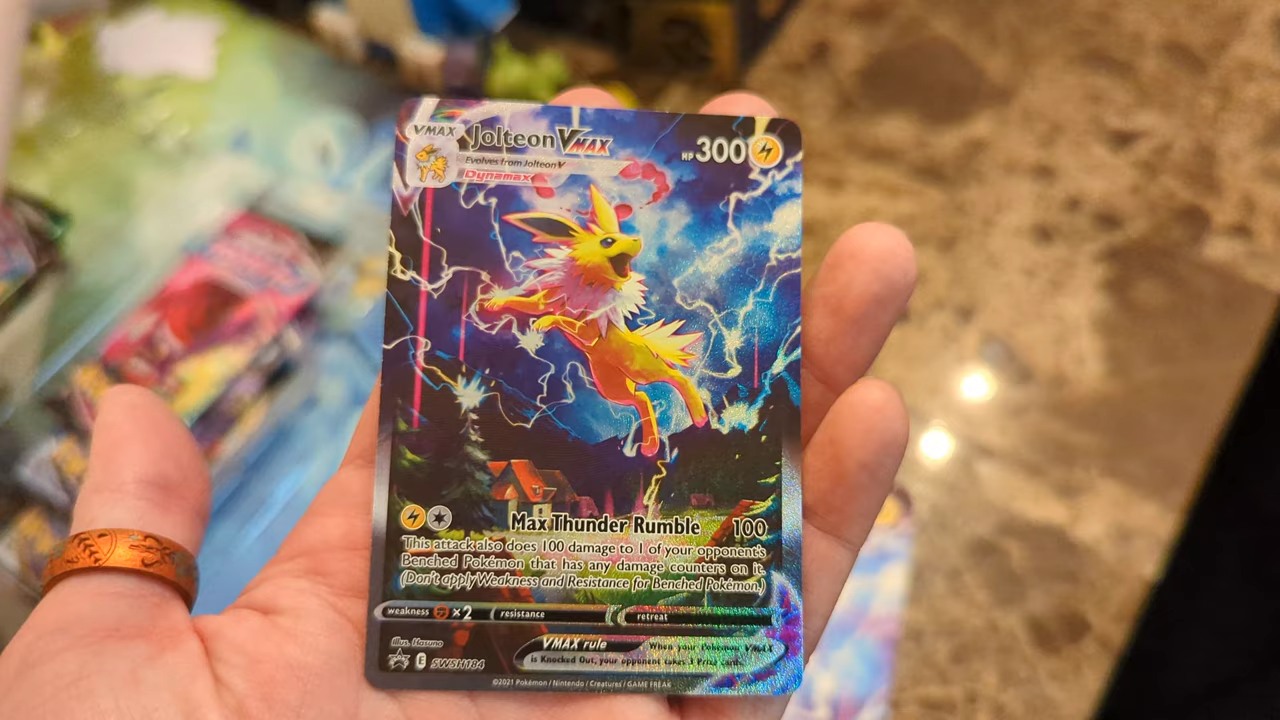 VMAX Jolteon VMAX HP 300
Evolves from Jolteon V
Dynamax
Max Thunder Rumble 100
This attack also does 100 damage to 1 of your opponent's
Benched Pokémon that has any damage counters on it.
(Don't apply Weakness and Resistance for Benched Pokémon.)
weakness ×2 resistance retreat
Illus. Hasuno
VMAX rule When your Pokémon VMAX
is Knocked Out, your opponent takes 3 Prize cards.
E SWSH184
©2021 Pokémon / Nintendo / Creatures / GAME FREAK